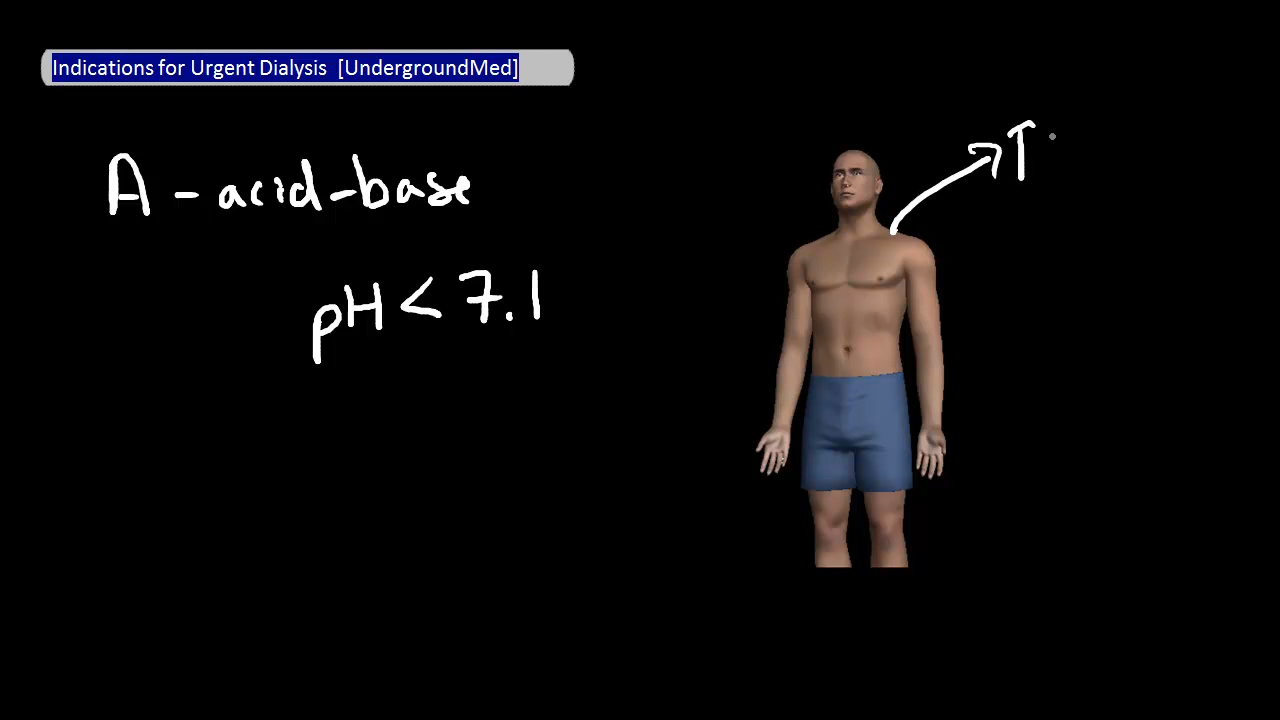 Indications for Urgent Dialysis [UndergroundMed]
A - acid-base
pH < 7.1
T